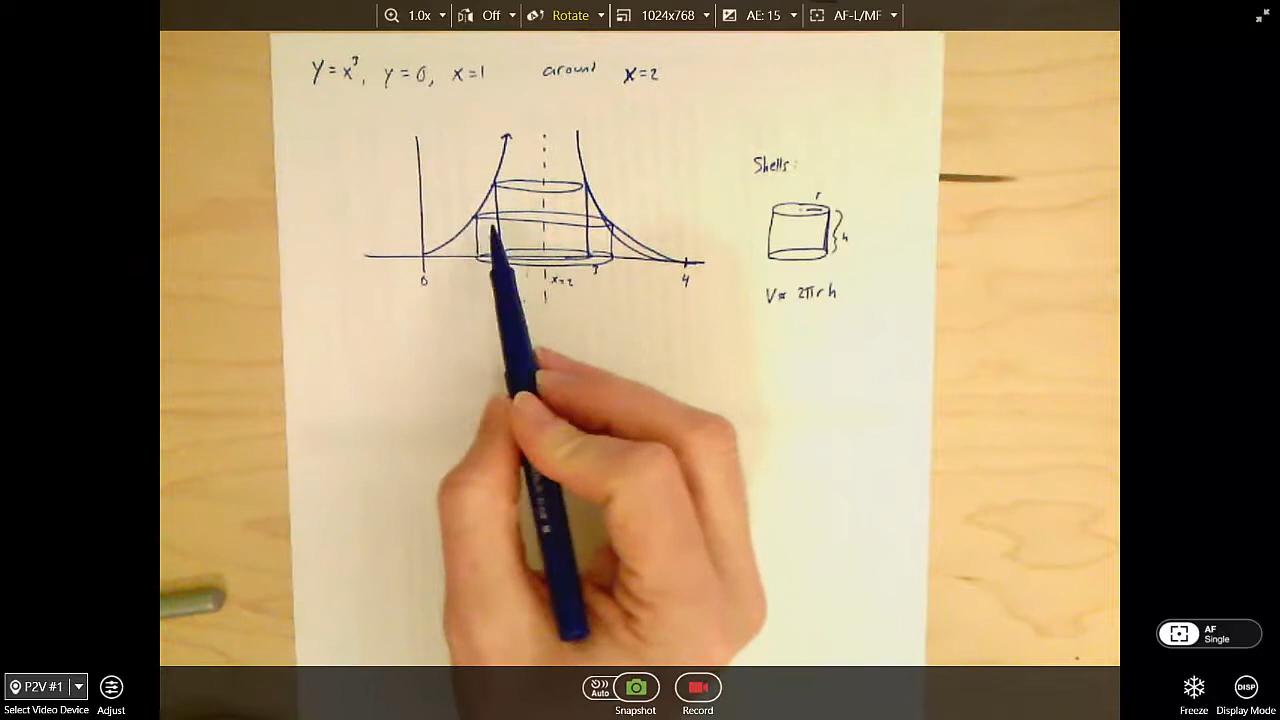 1.0x Off Rotate 1024x768 AE: 15 AF-L/MF
y = x³, y = 0, x = 1 around x = 2
Shells:
r
h
0 x=2 3 4
V = 2πrh
AF
Single
P2V #1
Auto
Select Video Device Adjust Snapshot Record Freeze Display Mode
DISP